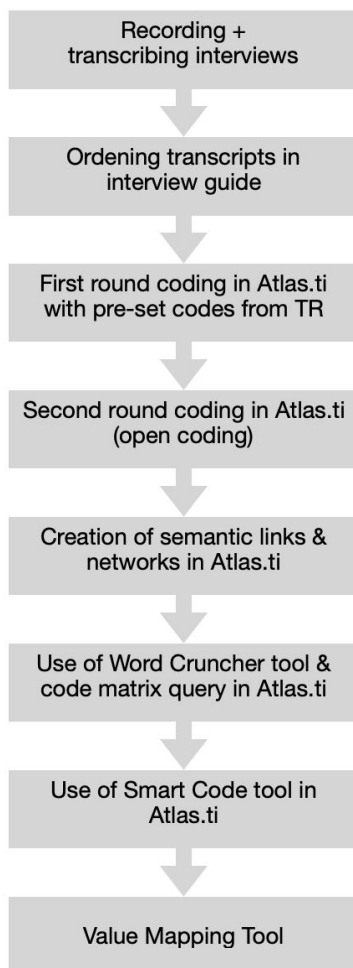 Recording +
transcribing interviews
Ordening transcripts in
interview guide
First round coding in Atlas.ti
with pre-set codes from TR
Second round coding in Atlas.ti
(open coding)
Creation of semantic links &
networks in Atlas.ti
Use of Word Cruncher tool &
code matrix query in Atlas.ti
Use of Smart Code tool in
Atlas.ti
Value Mapping Tool